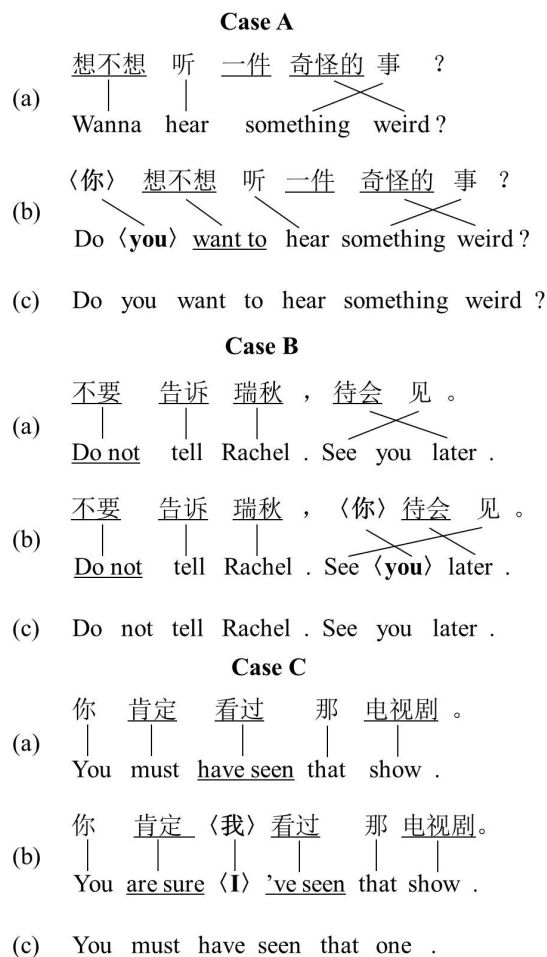 Case A
(a) 想不想 听 一件 奇怪的 事 ?
Wanna hear something weird ?
(b) 〈你〉 想不想 听 一件 奇怪的 事 ?
Do 〈you〉 want to hear something weird ?
(c) Do you want to hear something weird ?
Case B
(a) 不要 告诉 瑞秋 , 待会 见 。
Do not tell Rachel . See you later .
(b) 不要 告诉 瑞秋 , 〈你〉 待会 见 。
Do not tell Rachel . See 〈you〉 later .
(c) Do not tell Rachel . See you later .
Case C
(a) 你 肯定 看过 那 电视剧 。
You must have seen that show .
(b) 你 肯定 〈我〉 看过 那 电视剧。
You are sure 〈I〉 've seen that show .
(c) You must have seen that one .